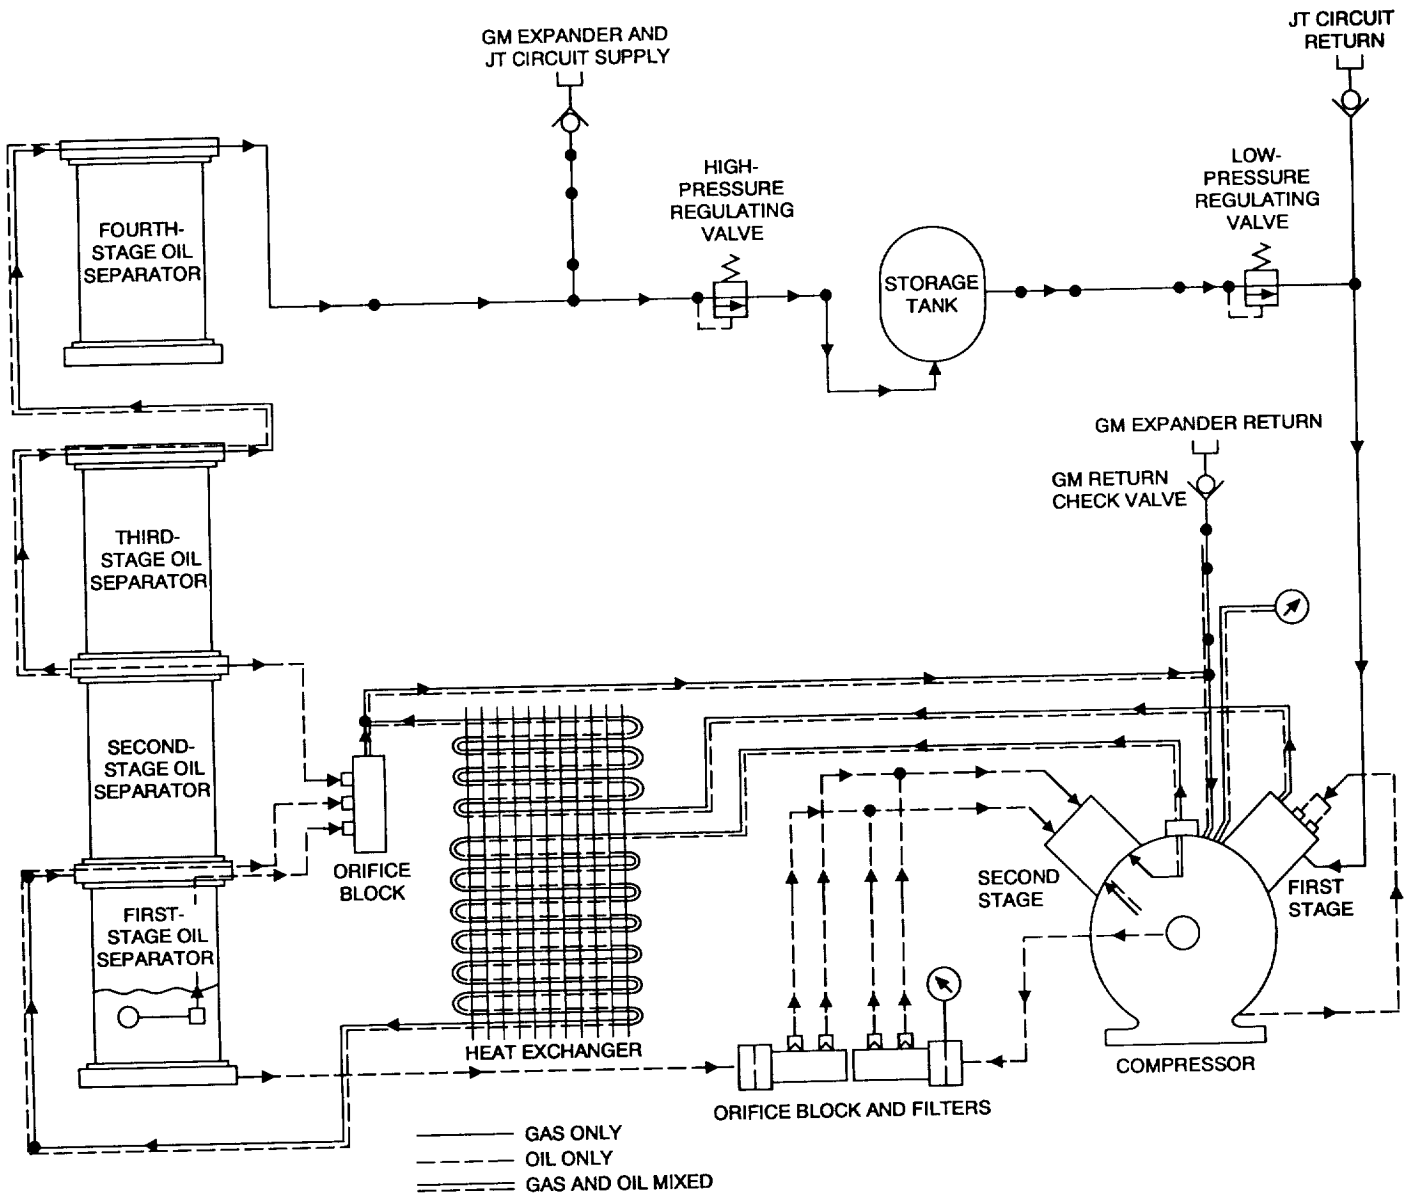 JT CIRCUIT
RETURN
GM EXPANDER AND
JT CIRCUIT SUPPLY
HIGH-
PRESSURE
REGULATING
VALVE
LOW-
PRESSURE
REGULATING
VALVE
FOURTH-
STAGE OIL
SEPARATOR
STORAGE
TANK
GM EXPANDER RETURN
GM RETURN
CHECK VALVE
THIRD-
STAGE OIL
SEPARATOR
SECOND-
STAGE OIL
SEPARATOR
ORIFICE
BLOCK
SECOND
STAGE
FIRST
STAGE
FIRST-
STAGE OIL
SEPARATOR
HEAT EXCHANGER
COMPRESSOR
ORIFICE BLOCK AND FILTERS
GAS ONLY
OIL ONLY
GAS AND OIL MIXED